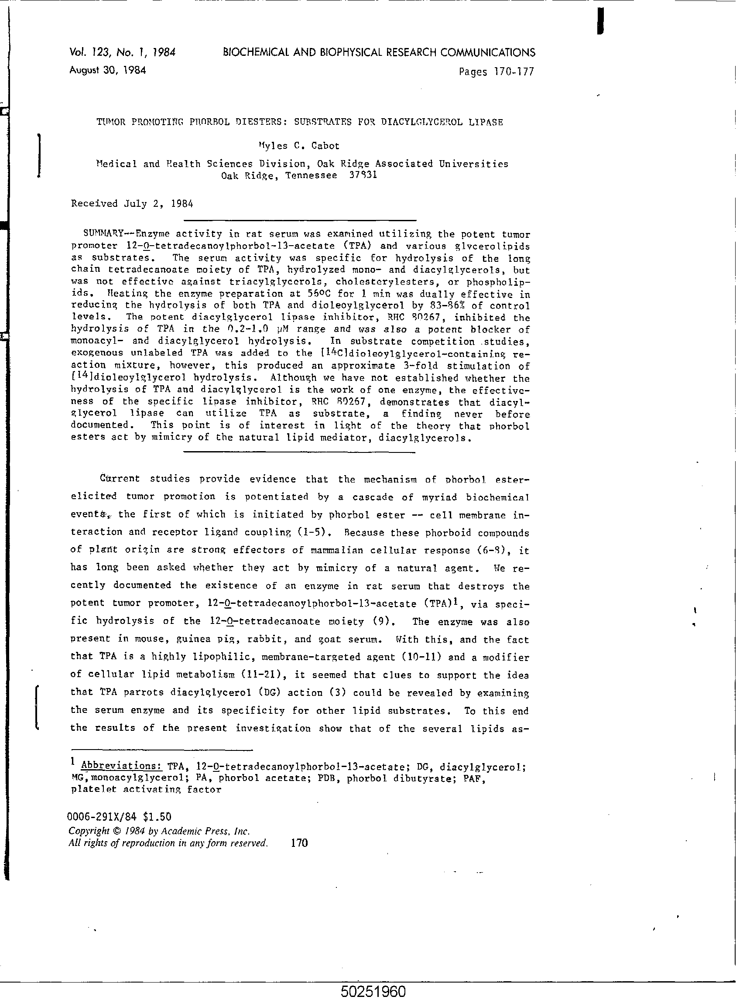 Vol. 123, No. 1, 1984 BIOCHEMICAL AND BIOPHYSICAL RESEARCH COMMUNICATIONS
August 30, 1984 Pages 170-177
TUMOR PROMOTING PHORBOL DIESTERS: SUBSTRATES FOR DIACYLGLYCEROL LIPASE
Myles C. Cabot
Medical and Health Sciences Division, Oak Ridge Associated Universities
Oak Ridge, Tennessee 37831
Received July 2, 1984
SUMMARY--Enzyme activity in rat serum was examined utilizing the potent tumor
promoter 12-O-tetradecanoylphorbol-13-acetate (TPA) and various glycerolipids
as substrates. The serum activity was specific for hydrolysis of the long
chain tetradecanoate moiety of TPA, hydrolyzed mono- and diacylglycerols, but
was not effective against triacylglycerols, cholesterylesters, or phospholip-
ids. Heating the enzyme preparation at 56ºC for 1 min was dually effective in
reducing the hydrolysis of both TPA and dioleoylglycerol by 83-86% of control
levels. The potent diacylglycerol lipase inhibitor, RHC 80267, inhibited the
hydrolysis of TPA in the 0.2-1.0 µM range and was also a potent blocker of
monoacyl- and diacylglycerol hydrolysis. In substrate competition studies,
exogenous unlabeled TPA was added to the [14C]dioleoylglycerol-containing re-
action mixture, however, this produced an approximate 3-fold stimulation of
[14]dioleoylglycerol hydrolysis. Although we have not established whether the
hydrolysis of TPA and diacylglycerol is the work of one enzyme, the effective-
ness of the specific lipase inhibitor, RHC 80267, demonstrates that diacyl-
glycerol lipase can utilize TPA as substrate, a finding never before
documented. This point is of interest in light of the theory that phorbol
esters act by mimicry of the natural lipid mediator, diacylglycerols.
Current studies provide evidence that the mechanism of phorbol ester-
elicited tumor promotion is potentiated by a cascade of myriad biochemical
events, the first of which is initiated by phorbol ester -- cell membrane in-
teraction and receptor ligand coupling (1-5). Because these phorboid compounds
of plant origin are strong effectors of mammalian cellular response (6-8), it
has long been asked whether they act by mimicry of a natural agent. We re-
cently documented the existence of an enzyme in rat serum that destroys the
potent tumor promoter, 12-O-tetradecanoylphorbol-13-acetate (TPA)1, via speci-
fic hydrolysis of the 12-O-tetradecanoate moiety (9). The enzyme was also
present in mouse, guinea pig, rabbit, and goat serum. With this, and the fact
that TPA is a highly lipophilic, membrane-targeted agent (10-11) and a modifier
of cellular lipid metabolism (11-21), it seemed that clues to support the idea
that TPA parrots diacylglycerol (DG) action (3) could be revealed by examining
the serum enzyme and its specificity for other lipid substrates. To this end
the results of the present investigation show that of the several lipids as-
1 Abbreviations: TPA, 12-O-tetradecanoylphorbol-13-acetate; DG, diacylglycerol;
MG, monoacylglycerol; PA, phorbol acetate; PDB, phorbol dibutyrate; PAF,
platelet activating factor
0006-291X/84 $1.50
Copyright © 1984 by Academic Press, Inc.
All rights of reproduction in any form reserved. 170
50251960